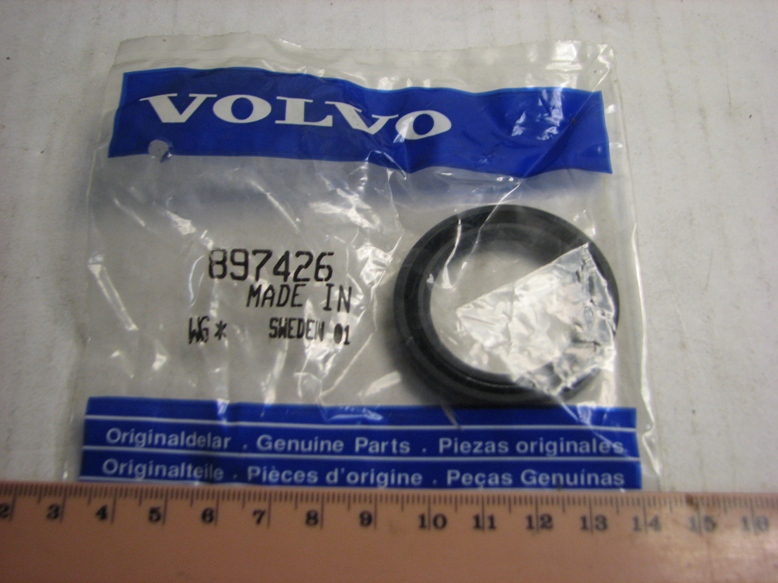 VOLVO
897426
MADE IN
WG* SWEDEN 01
Originaldelar . Genuine Parts . Piezas originales
Originalteile . Pièces d'origine . Peças Genuínas
2 3 4 5 6 7 8 9 10 11 12 13 14 15 16